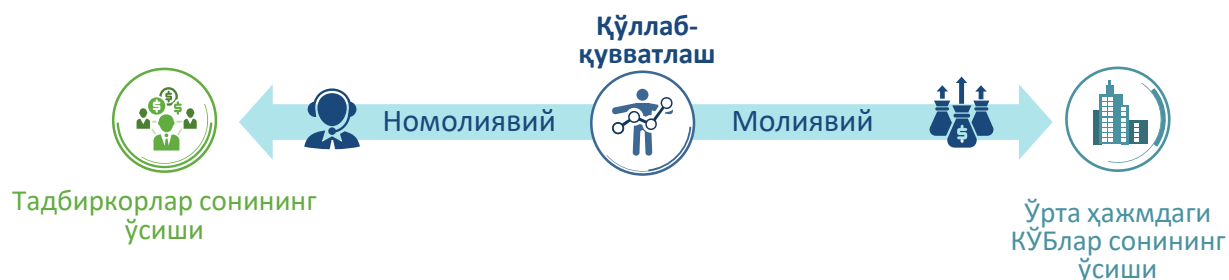 Қўллаб-
қувватлаш
Номолиявий
Молиявий
Тадбиркорлар сонининг
ўсиши
Ўрта ҳажмдаги
КЎБлар сонининг
ўсиши